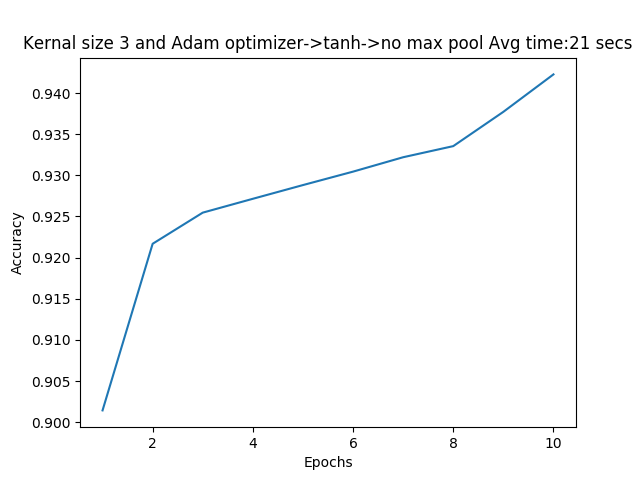 Kernal size 3 and Adam optimizer->tanh->no max pool Avg time:21 secs
0.940
0.935
0.930
0.925
0.920
0.915
0.910
0.905
0.900
Accuracy
2 4 6 8 10
Epochs